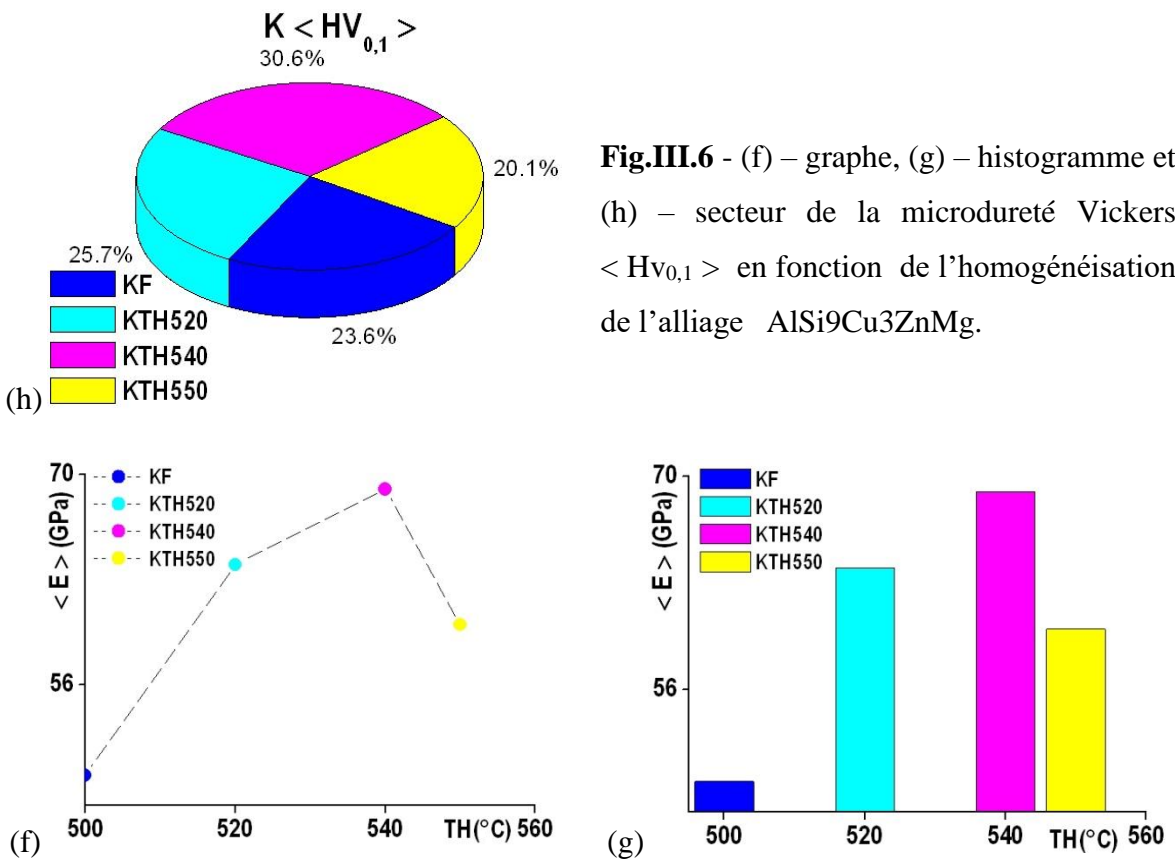 K < HV0,1 >
30.6%
20.1%
25.7%
23.6%
KF
KTH520
KTH540
KTH550
(h)
Fig.III.6 - (f) – graphe, (g) – histogramme et
(h) – secteur de la microdureté Vickers
< Hv0,1 > en fonction de l’homogénéisation
de l’alliage AlSi9Cu3ZnMg.
70
56
< E > (GPa)
KF
KTH520
KTH540
KTH550
500 520 540 TH(°C) 560
(f)
70
56
< E > (GPa)
KF
KTH520
KTH540
KTH550
500 520 540 TH(°C) 560
(g)